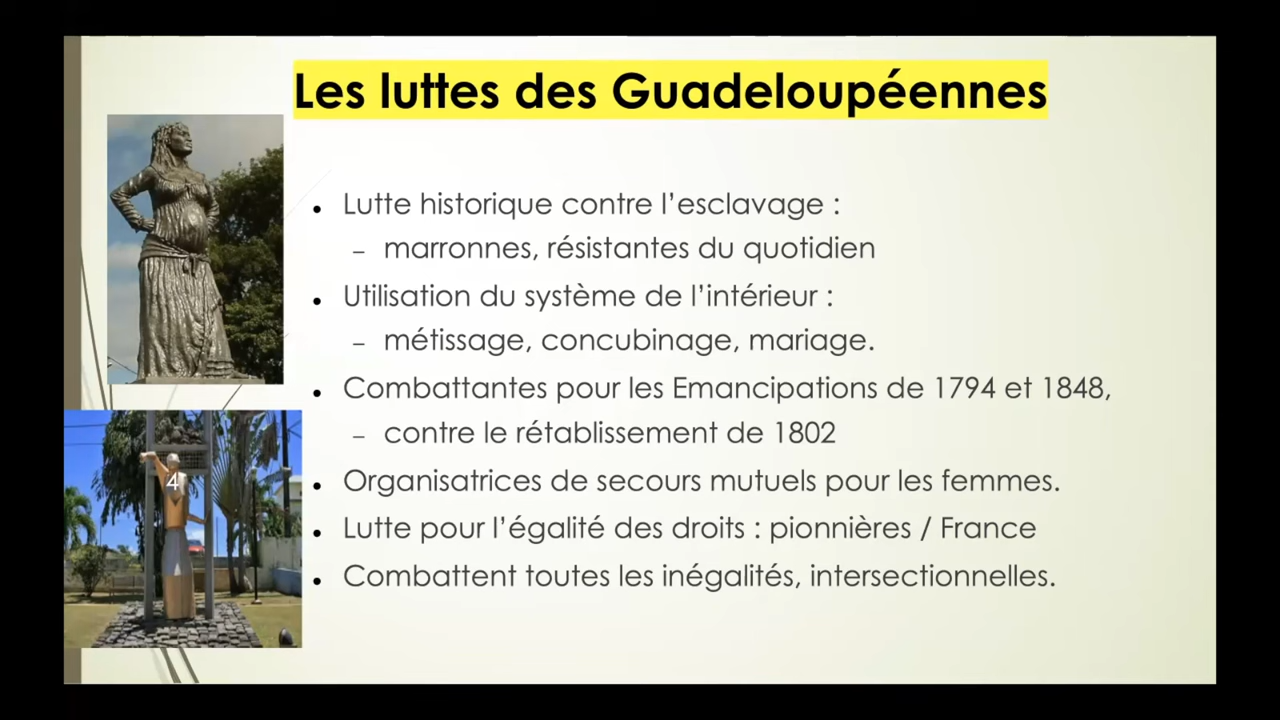 Les luttes des Guadeloupéennes
• Lutte historique contre l’esclavage :
– marronnes, résistantes du quotidien
• Utilisation du système de l’intérieur :
– métissage, concubinage, mariage.
• Combattantes pour les Emancipations de 1794 et 1848,
– contre le rétablissement de 1802
• Organisatrices de secours mutuels pour les femmes.
• Lutte pour l’égalité des droits : pionnières / France
• Combattent toutes les inégalités, intersectionnelles.
4